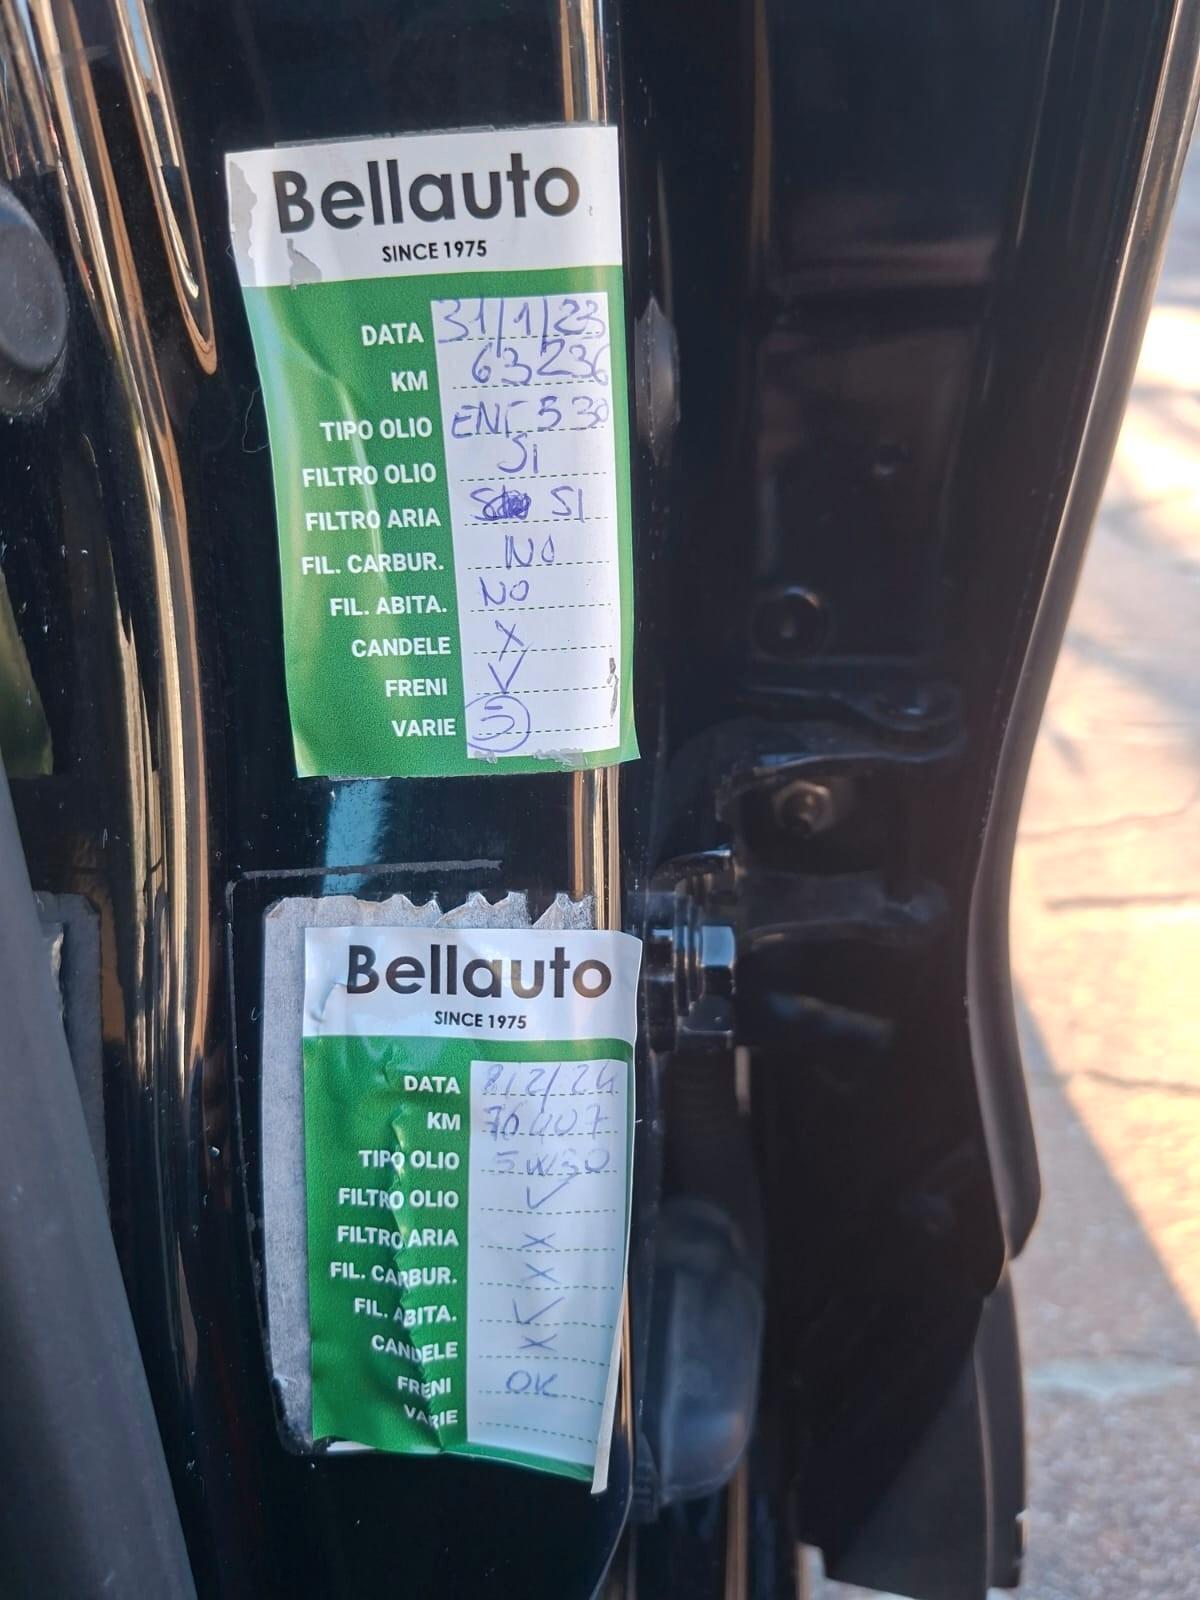 Bellauto
SINCE 1975
DATA 31/1/23
KM 63236
TIPO OLIO ENI 5 30
FILTRO OLIO SI
FILTRO ARIA SI
FIL. CARBUR. NO
FIL. ABITA. NO
CANDELE X
FRENI ✓
VARIE 5
Bellauto
SINCE 1975
DATA 8/2/24
KM 76407
TIPO OLIO 5W30
FILTRO OLIO ✓
FILTRO ARIA X
FIL. CARBUR. X
FIL. ABITA. ✓
CANDELE X
FRENI OK
VARIE